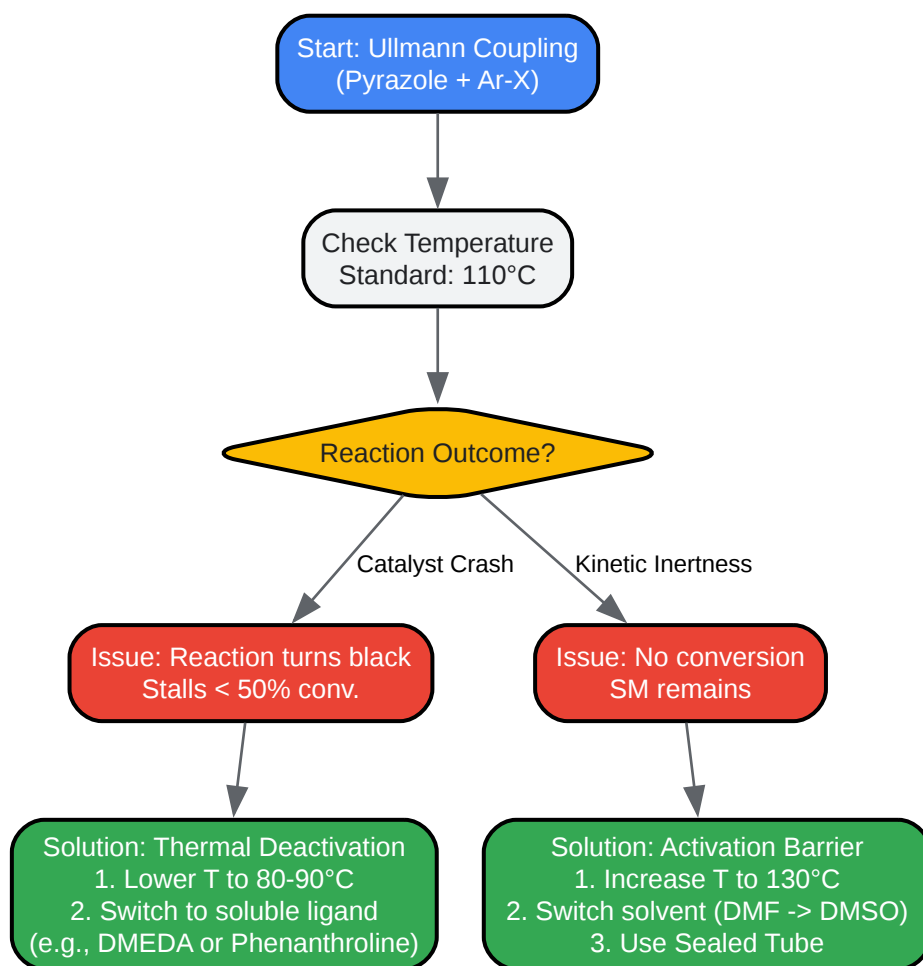 Start: Ullmann Coupling
(Pyrazole + Ar-X)
Check Temperature
Standard: 110°C
Reaction Outcome?
Catalyst Crash
Kinetic Inertness
Issue: Reaction turns black
Stalls < 50% conv.
Issue: No conversion
SM remains
Solution: Thermal Deactivation
1. Lower T to 80-90°C
2. Switch to soluble ligand
(e.g., DMEDA or Phenanthroline)
Solution: Activation Barrier
1. Increase T to 130°C
2. Switch solvent (DMF -> DMSO)
3. Use Sealed Tube